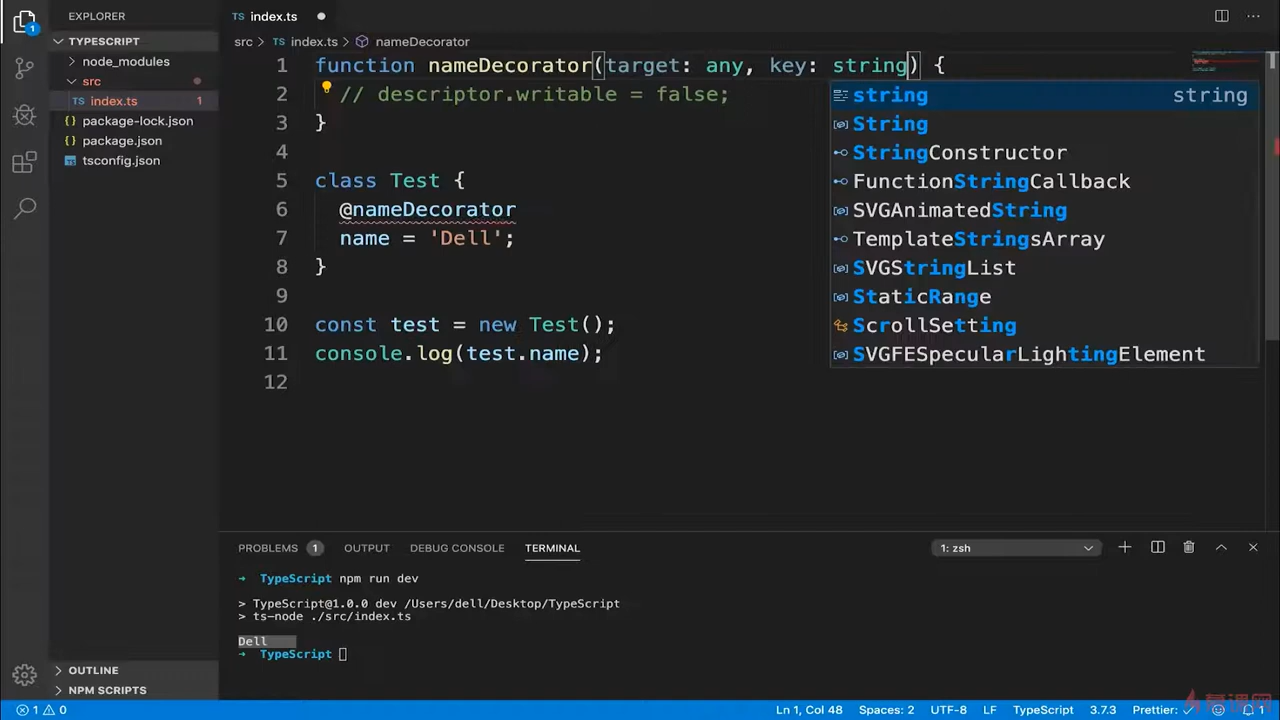 EXPLORER
TS index.ts
TYPESCRIPT
src > TS index.ts > nameDecorator
1
node_modules
src
TS index.ts 1
package-lock.json
package.json
tsconfig.json
1 function nameDecorator(target: any, key: string) {
2 // descriptor.writable = false;
3 }
4
5 class Test {
6 @nameDecorator
7 name = 'Dell';
8 }
9
10 const test = new Test();
11 console.log(test.name);
12
string string
String
StringConstructor
FunctionStringCallback
SVGAnimatedString
TemplateStringsArray
SVGStringList
StaticRange
ScrollSetting
SVGFESpecularLightingElement
PROBLEMS 1 OUTPUT DEBUG CONSOLE TERMINAL 1: zsh
→ TypeScript npm run dev
> TypeScript@1.0.0 dev /Users/dell/Desktop/TypeScript
> ts-node ./src/index.ts
Dell
→ TypeScript
OUTLINE
NPM SCRIPTS
1 0 Ln 1, Col 48 Spaces: 2 UTF-8 LF TypeScript 3.7.3 Prettier: ✓ 1
慕课网